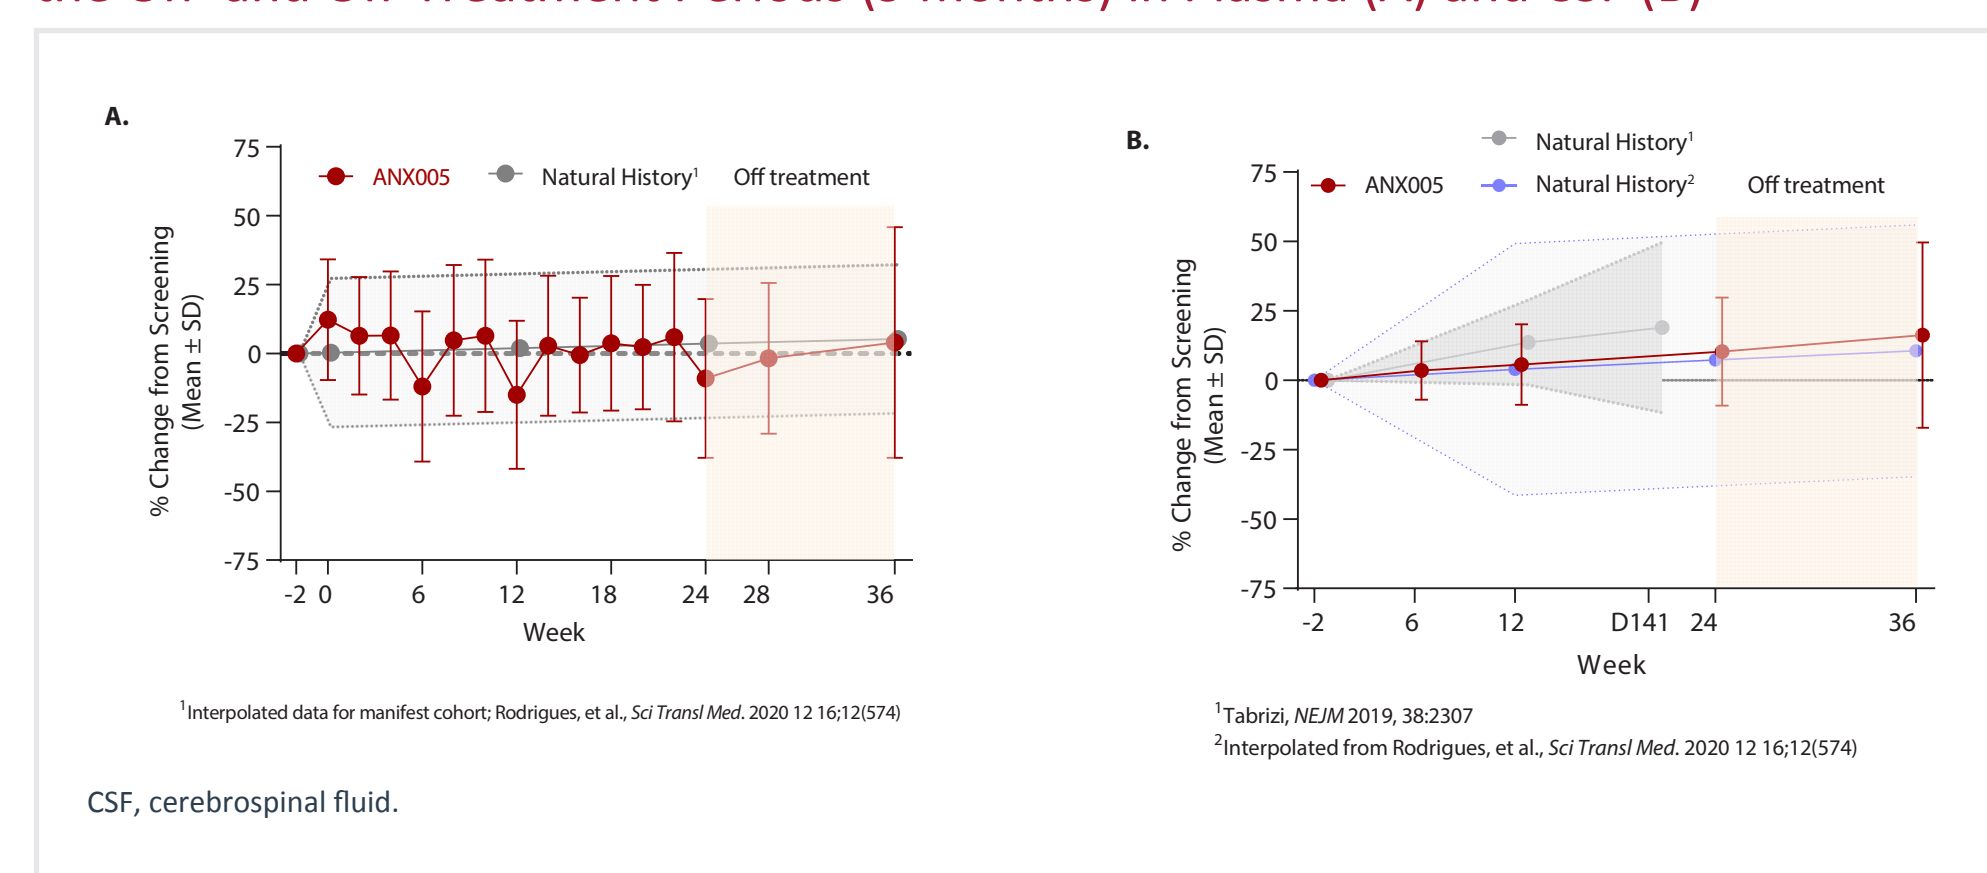 (A) and
A.
75
50
25
0
-25
-50
-75
% Change from Screening
(Mean ± SD)
ANX005
Natural History1
Off treatment
-2 0 6 12 18 24 28 36
Week
1Interpolated data for manifest cohort; Rodrigues, et al., Sci Transl Med. 2020 12 16;12(574)
B.
75
50
25
0
-25
-50
-75
% Change from Screening
(Mean ± SD)
Natural History1
ANX005
Natural History2
Off treatment
-2 6 12 D141 24 36
Week
1Tabrizi, NEJM 2019, 38:2307
2Interpolated from Rodrigues, et al., Sci Transl Med. 2020 12 16;12(574)
CSF, cerebrospinal fluid.